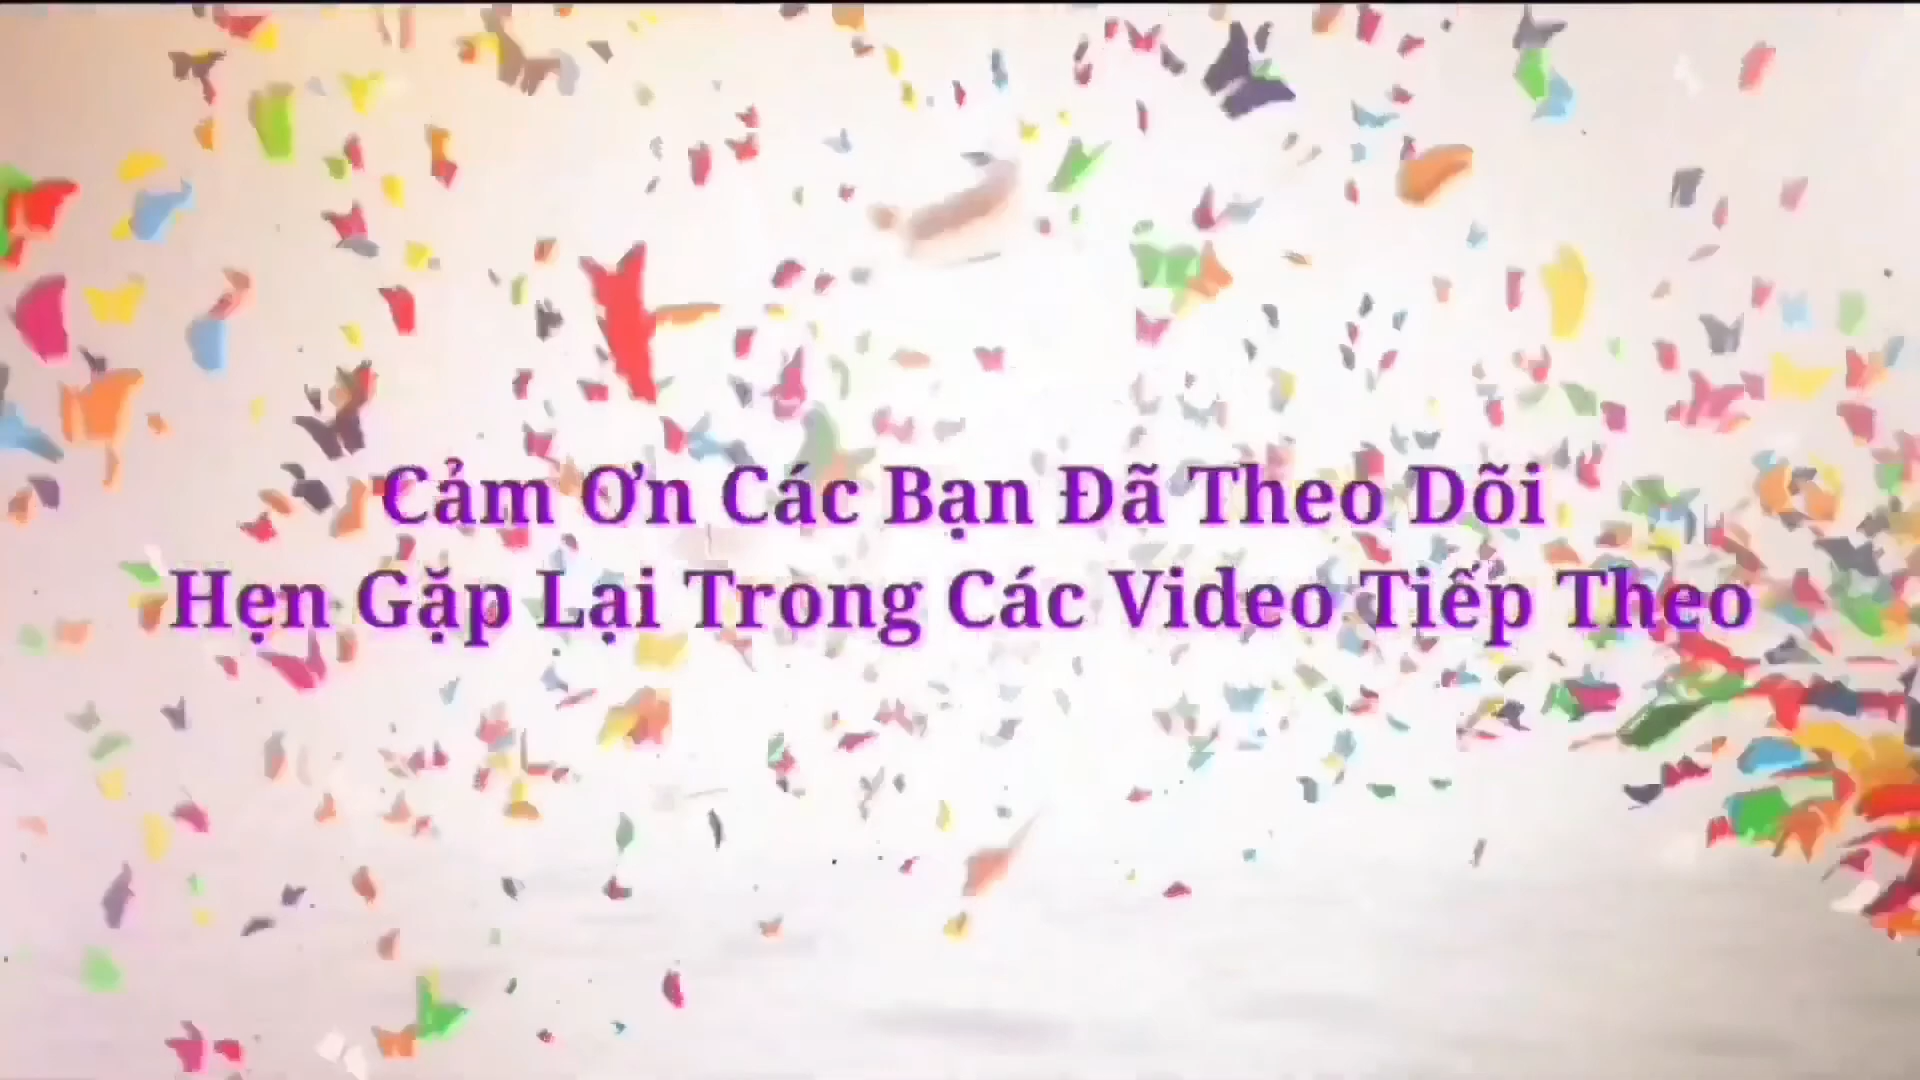 Cảm Ơn Các Bạn Đã Theo Dõi
Hẹn Gặp Lại Trong Các Video Tiếp Theo